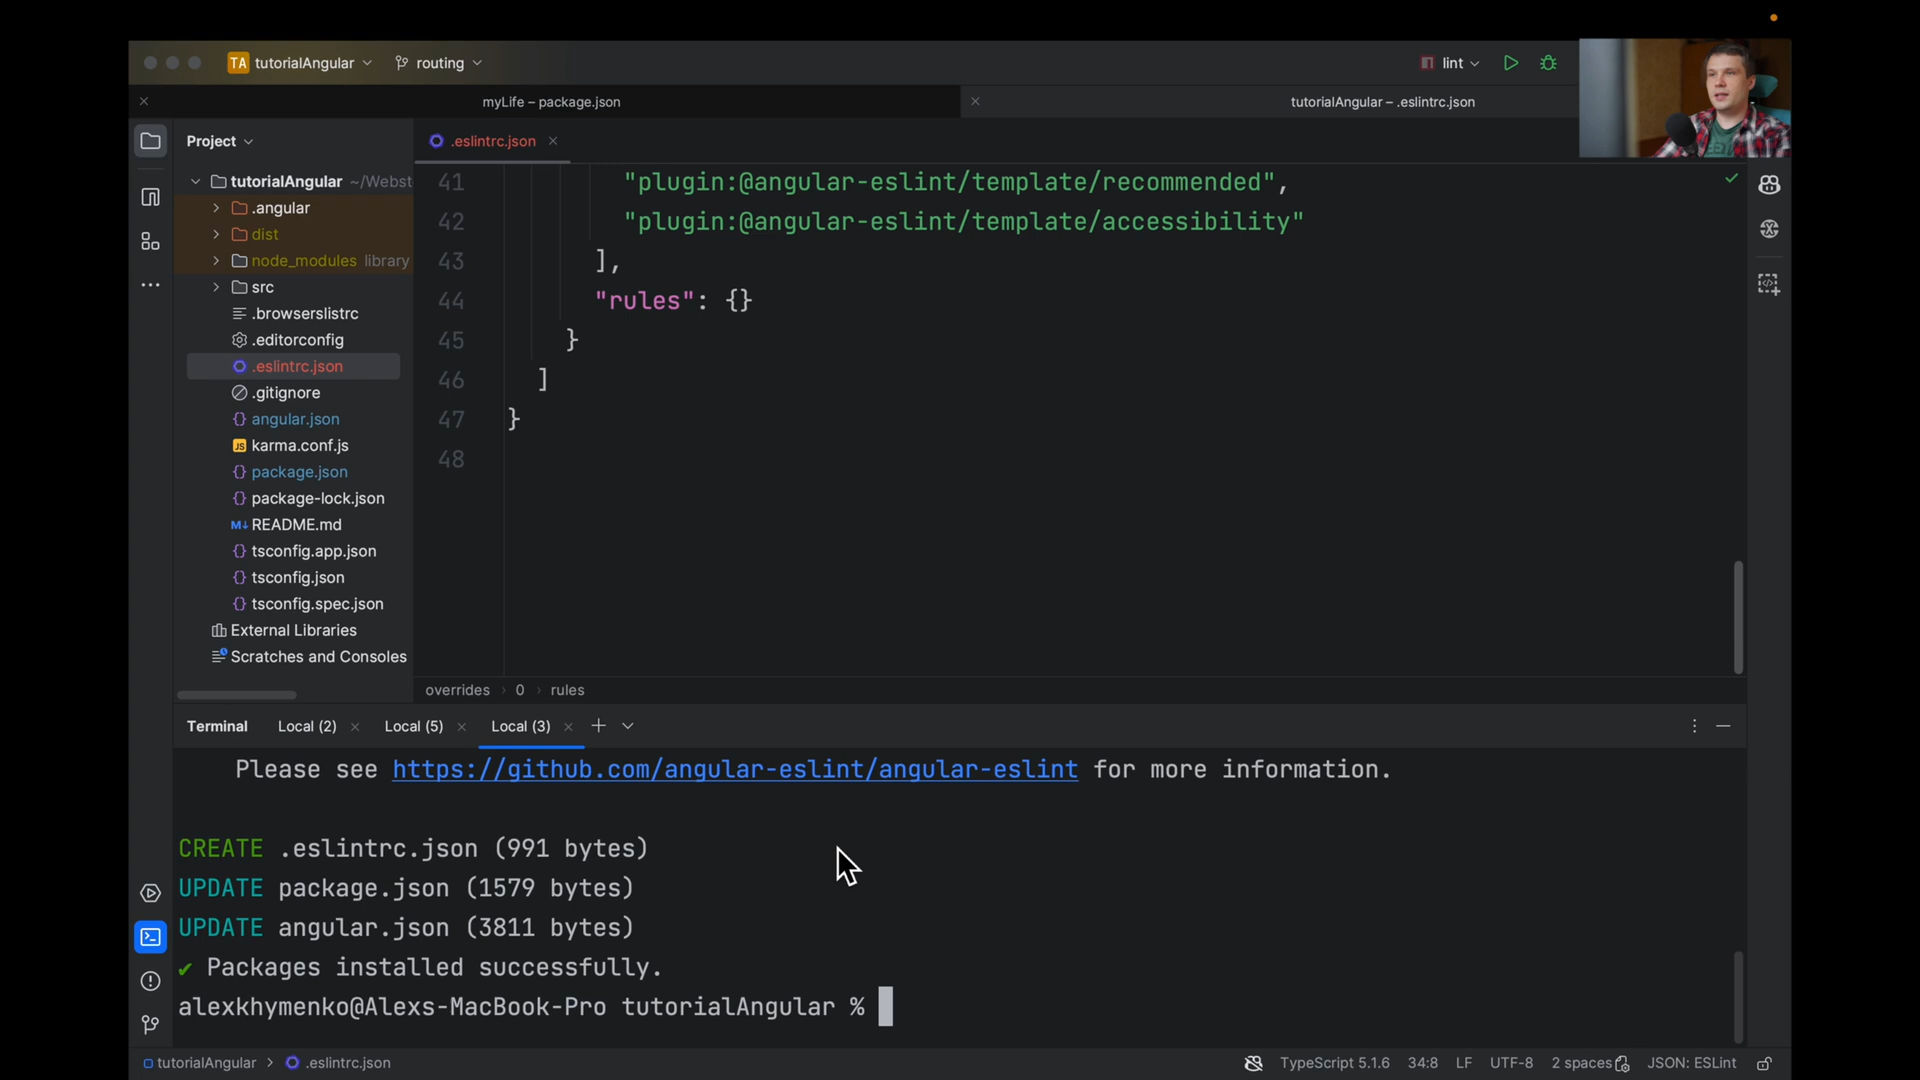 TA tutorialAngular routing lint
myLife – package.json tutorialAngular – .eslintrc.json
Project .eslintrc.json
tutorialAngular ~/Webst
.angular
dist
node_modules library
src
.browserslistrc
.editorconfig
.eslintrc.json
.gitignore
{} angular.json
JS karma.conf.js
{} package.json
{} package-lock.json
M↓ README.md
{} tsconfig.app.json
{} tsconfig.json
{} tsconfig.spec.json
External Libraries
Scratches and Consoles
41 "plugin:@angular-eslint/template/recommended",
42 "plugin:@angular-eslint/template/accessibility"
43 ],
44 "rules": {}
45 }
46 ]
47 }
48
overrides › 0 › rules
Terminal Local (2) Local (5) Local (3)
Please see https://github.com/angular-eslint/angular-eslint for more information.
CREATE .eslintrc.json (991 bytes)
UPDATE package.json (1579 bytes)
UPDATE angular.json (3811 bytes)
✔ Packages installed successfully.
alexkhymenko@Alexs-MacBook-Pro tutorialAngular %
tutorialAngular › .eslintrc.json TypeScript 5.1.6 34:8 LF UTF-8 2 spaces JSON: ESLint